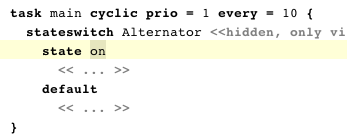 task main cyclic prio = 1 every = 10 {
stateswitch Alternator <<hidden, only vi
state on
<< ... >>
default
<< ... >>
}